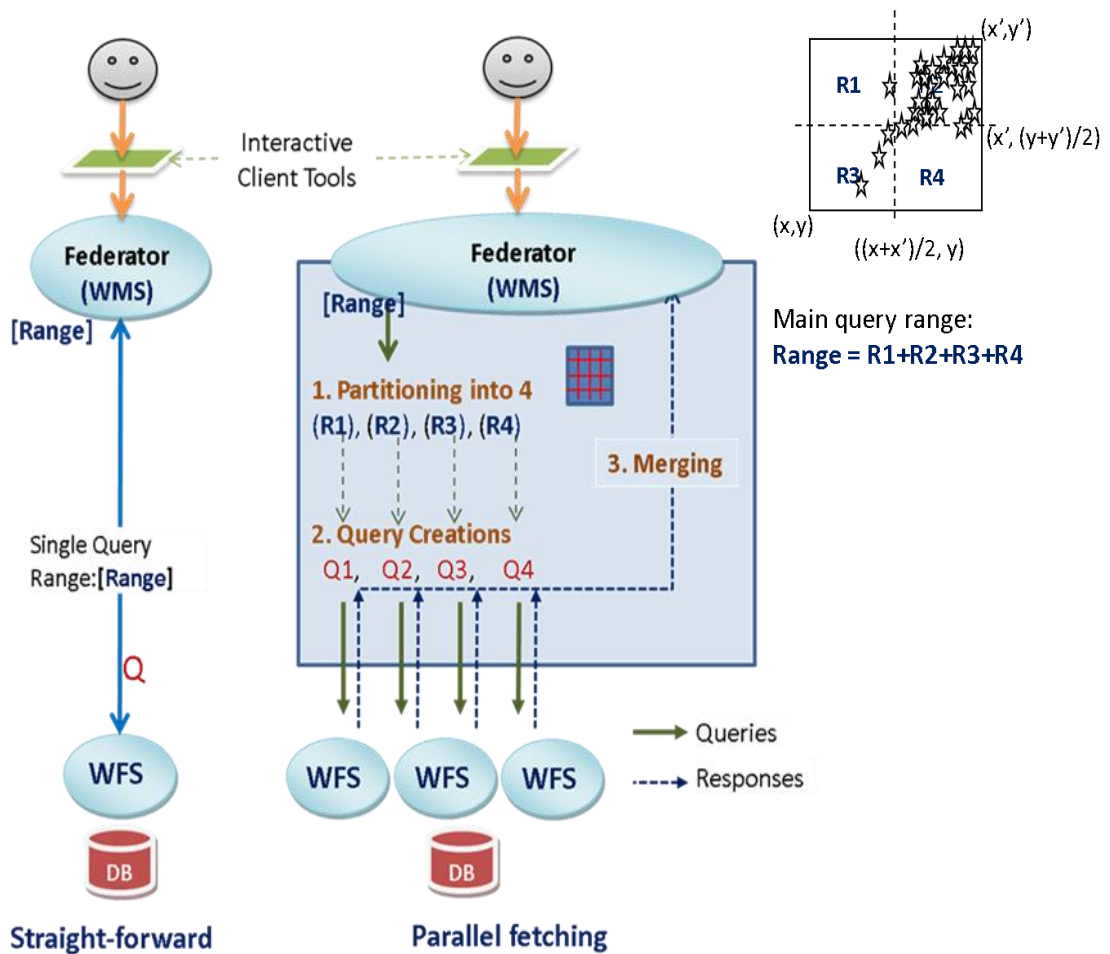 Interactive
Client Tools
Federator
(WMS)
[Range]
Single Query
Range:[Range]
Q
WFS
DB
Straight-forward
Federator
(WMS)
[Range]
1. Partitioning into 4
(R1), (R2), (R3), (R4)
3. Merging
2. Query Creations
Q1, Q2, Q3, Q4
WFS WFS WFS
DB
Parallel fetching
Queries
Responses
(x',y')
R1
R3
R4
(x', (y+y')/2)
(x,y)
((x+x')/2, y)
Main query range:
Range = R1+R2+R3+R4